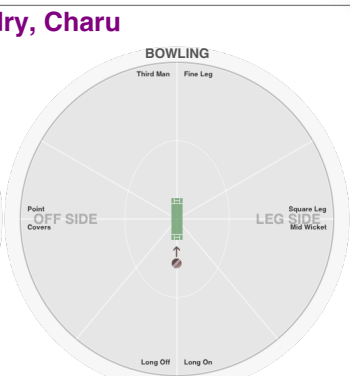 Charu
BOWLING
Third Man Fine Leg
Point Square Leg
OFF SIDE LEG SIDE
Covers Mid Wicket
Long Off Long On